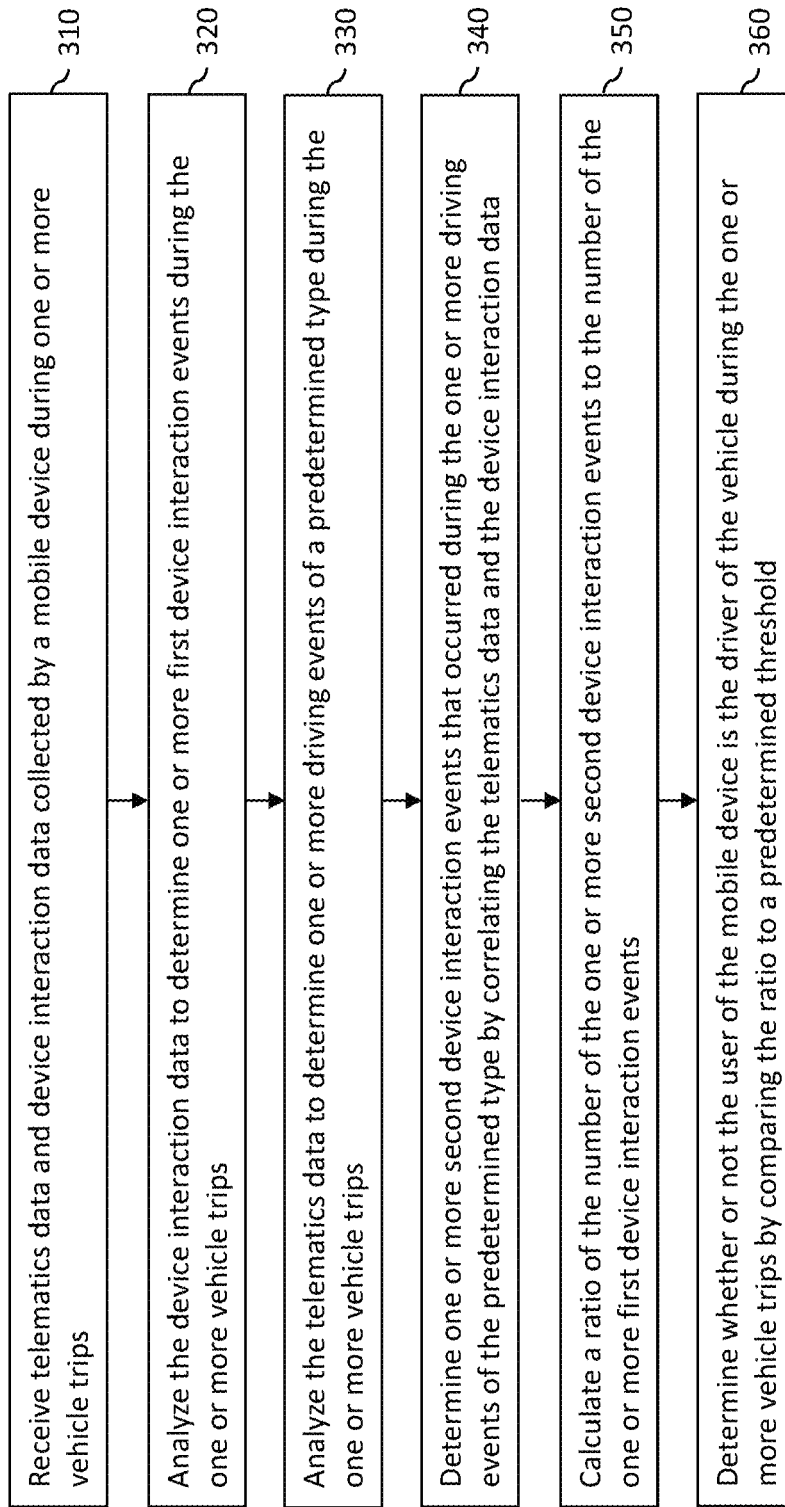 Receive telematics data and device interaction data collected by a mobile device during one or more
vehicle trips
310
Analyze the device interaction data to determine one or more first device interaction events during the
one or more vehicle trips
320
Analyze the telematics data to determine one or more driving events of a predetermined type during the
one or more vehicle trips
330
Determine one or more second device interaction events that occurred during the one or more driving
events of the predetermined type by correlating the telematics data and the device interaction data
340
Calculate a ratio of the number of the one or more second device interaction events to the number of the
one or more first device interaction events
350
Determine whether or not the user of the mobile device is the driver of the vehicle during the one or
more vehicle trips by comparing the ratio to a predetermined threshold
360